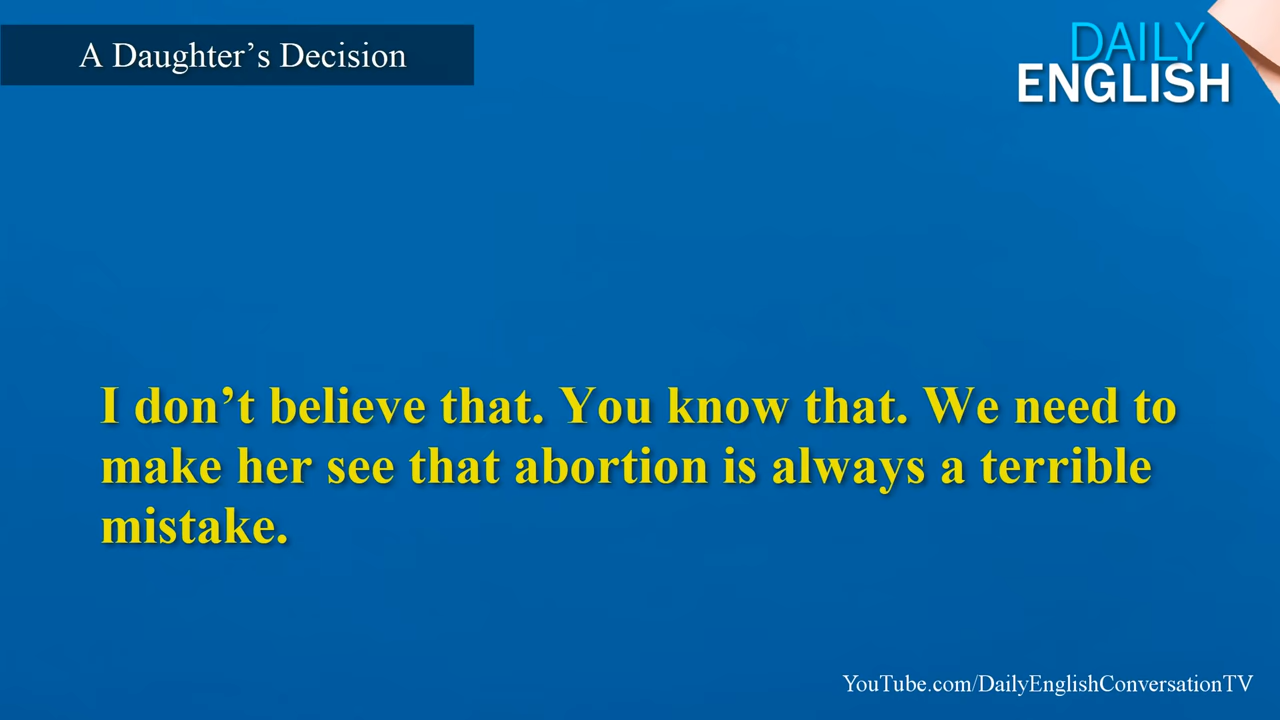 A Daughter’s Decision
DAILY
ENGLISH
I don’t believe that. You know that. We need to
make her see that abortion is always a terrible
mistake.
YouTube.com/DailyEnglishConversationTV